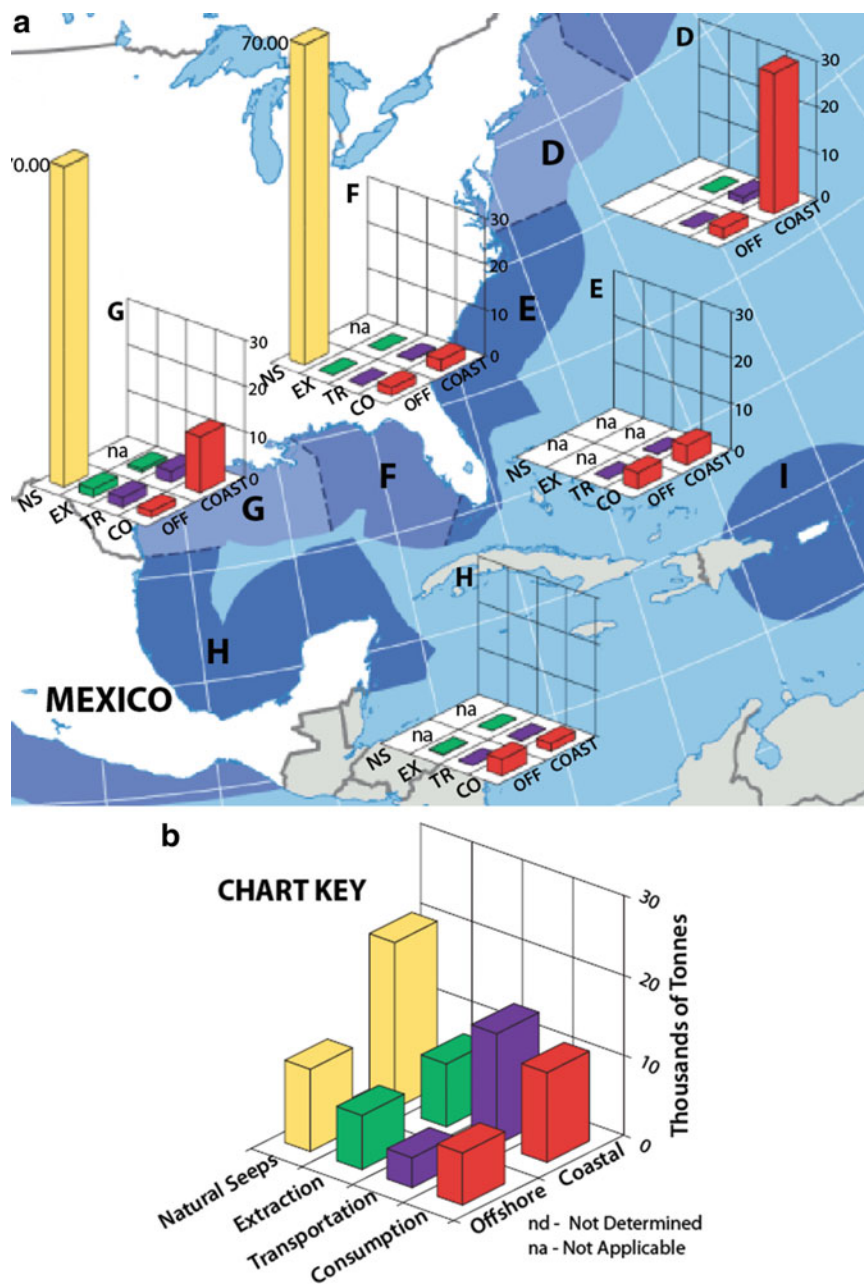 a
70.00
D
30
20
10
0
OFF
COAST
70.00
F
30
20
10
0
na
NS
EX
TR
CO
OFF
COAST
D
E
E
30
20
10
0
na
na
na
na
NS
EX
TR
CO
OFF
COAST
G
30
20
10
0
na
NS
EX
TR
CO
OFF
COAST
G
F
I
H
na
na
NS
EX
TR
CO
OFF
COAST
H
MEXICO
b
CHART KEY
30
20
10
0
Thousands of Tonnes
Natural Seeps
Extraction
Transportation
Consumption
Offshore
Coastal
nd - Not Determined
na - Not Applicable